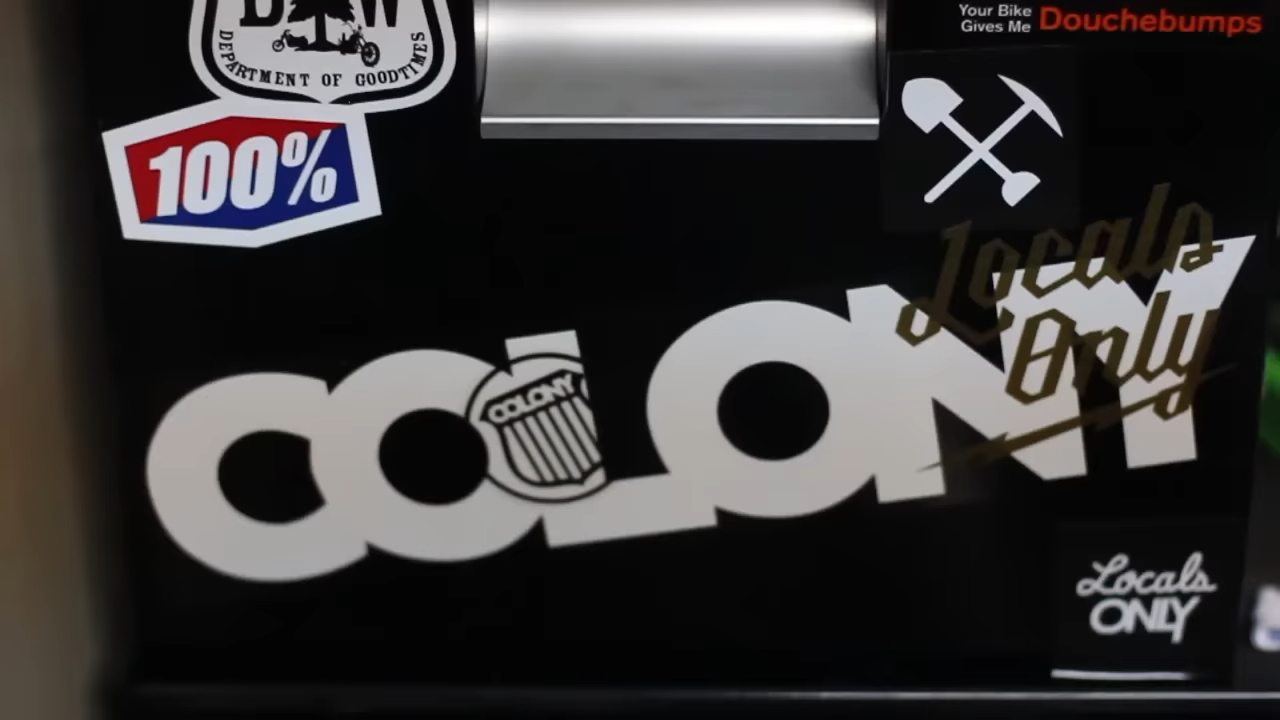 D W
DEPARTMENT OF GOODTIMES
100%
Your Bike
Gives Me Douchebumps
Locals
Only
COLONY
COLONY
Locals
ONLY